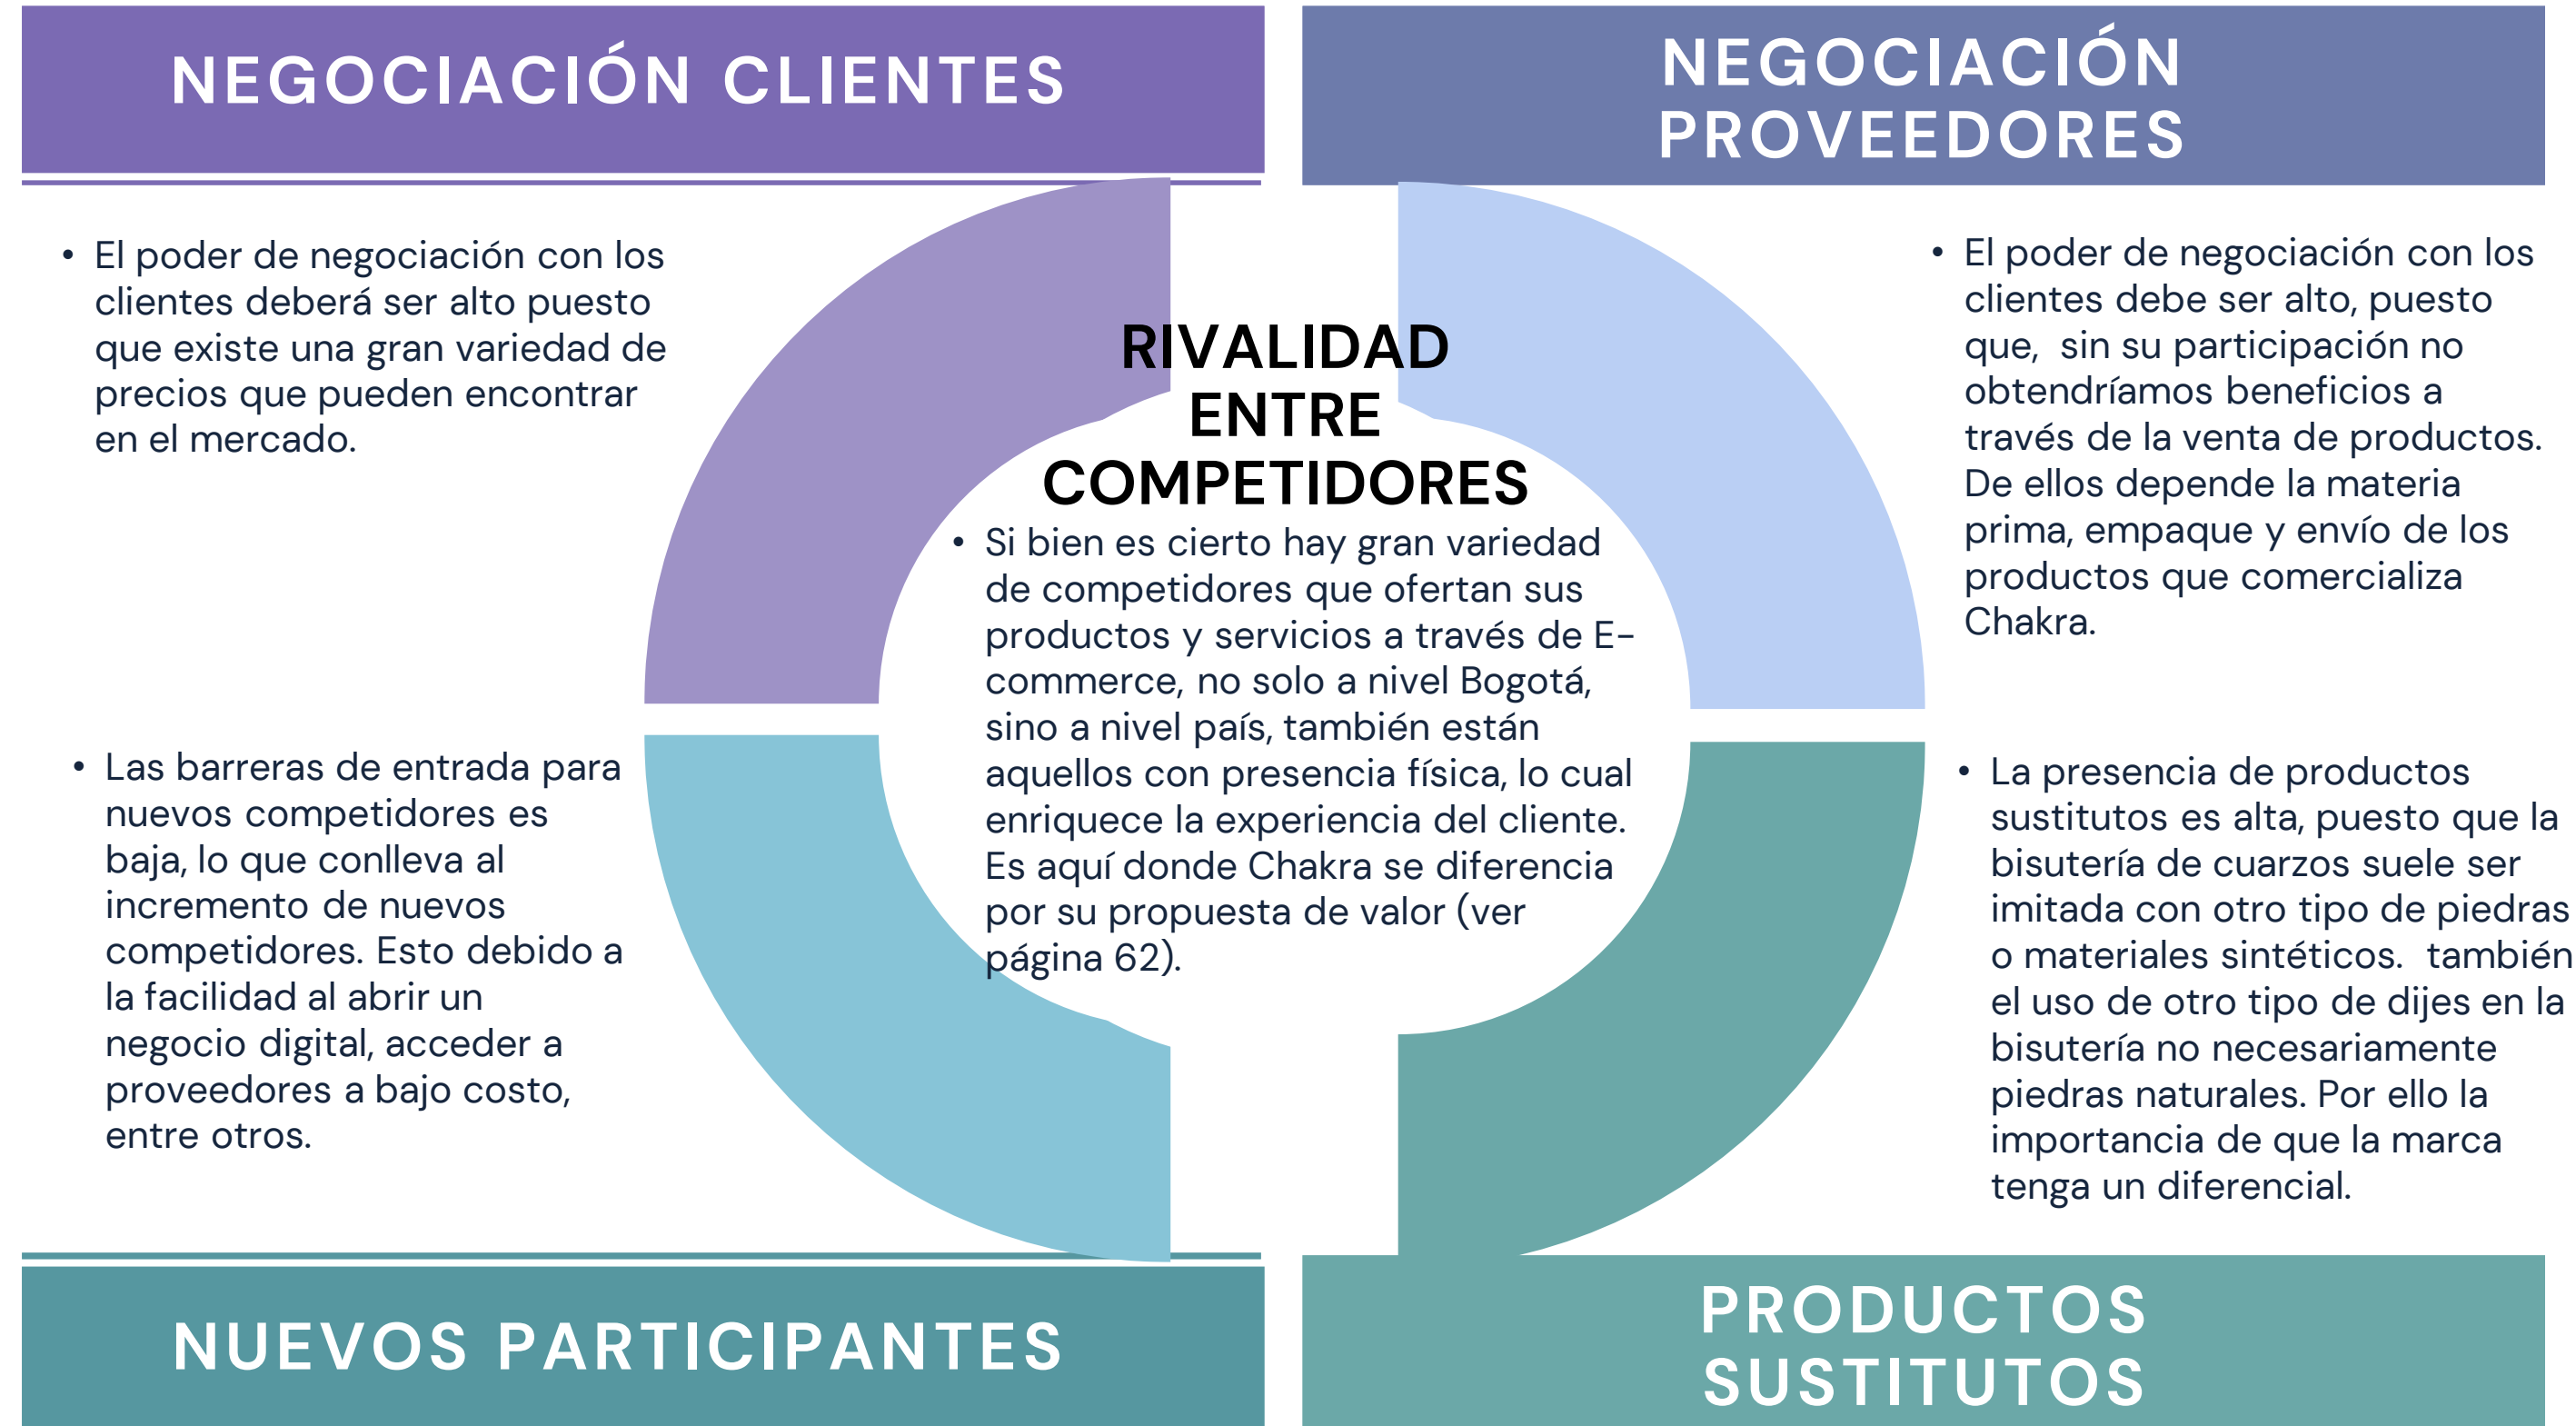 NEGOCIACIÓN CLIENTES
El poder de negociación con los
clientes deberá ser alto puesto
que existe una gran variedad de
precios que pueden encontrar
en el mercado.
NEGOCIACIÓN
PROVEEDORES
El poder de negociación con los
clientes debe ser alto, puesto
que, sin su participación no
obtendríamos beneficios a
través de la venta de productos.
De ellos depende la materia
prima, empaque y envío de los
productos que comercializa
Chakra.
RIVALIDAD
ENTRE
COMPETIDORES
Si bien es cierto hay gran variedad
de competidores que ofertan sus
productos y servicios a través de E-
commerce, no solo a nivel Bogotá,
sino a nivel país, también están
aquellos con presencia física, lo cual
enriquece la experiencia del cliente.
Es aquí donde Chakra se diferencia
por su propuesta de valor (ver
página 62).
Las barreras de entrada para
nuevos competidores es
baja, lo que conlleva al
incremento de nuevos
competidores. Esto debido a
la facilidad al abrir un
negocio digital, acceder a
proveedores a bajo costo,
entre otros.
NUEVOS PARTICIPANTES
La presencia de productos
sustitutos es alta, puesto que la
bisutería de cuarzos suele ser
imitada con otro tipo de piedras
o materiales sintéticos. también
el uso de otro tipo de dijes en la
bisutería no necesariamente
piedras naturales. Por ello la
importancia de que la marca
tenga un diferencial.
PRODUCTOS
SUSTITUTOS